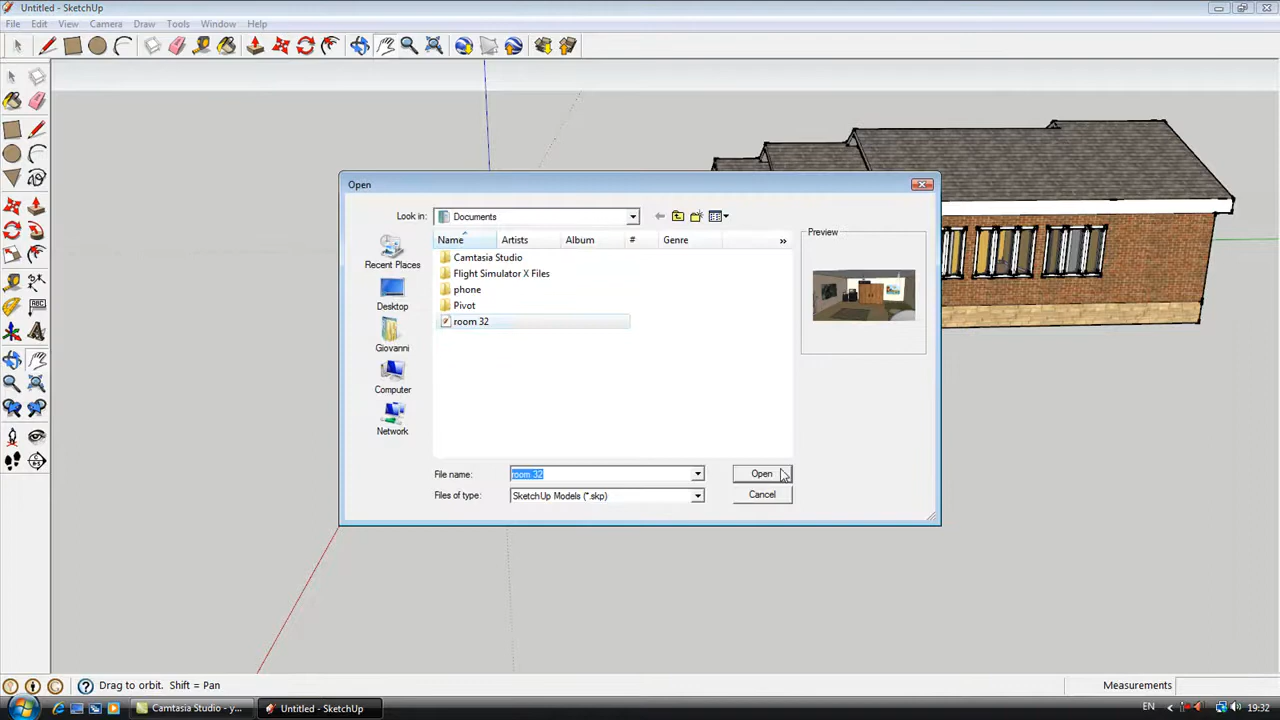 Untitled - SketchUp
File Edit View Camera Draw Tools Window Help
Open
Look in: Documents
Name Artists Album # Genre »
Preview
Recent Places
Desktop
Giovanni
Computer
Network
Camtasia Studio
Flight Simulator X Files
phone
Pivot
room 32
File name: room 32 Open
Files of type: SketchUp Models (*.skp) Cancel
Drag to orbit. Shift = Pan Measurements
Camtasia Studio - y... Untitled - SketchUp EN 19:32